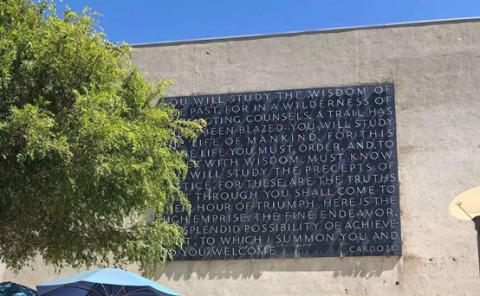 WILL STUDY THE WISDOM OF
PAST, FOR IN A WILDERNESS OF
COUNSELS, A TRAIL HAS
BEEN BLAZED. YOU WILL STUDY
LIFE OF MANKIND, FOR THIS
LIFE YOU MUST ORDER, AND, TO
WITH WISDOM, MUST KNOW
WILL STUDY THE PRECEPTS OF
FOR THESE ARE THE TRUTHS
THROUGH YOU SHALL COME TO
HOUR OF TRIUMPH. HERE IS THE
EMPRISE, THE FINE ENDEAVOR,
SPLENDID POSSIBILITY OF ACHIEVE
TO WHICH I SUMMON YOU AND
YOU WELCOME
CARDOZO